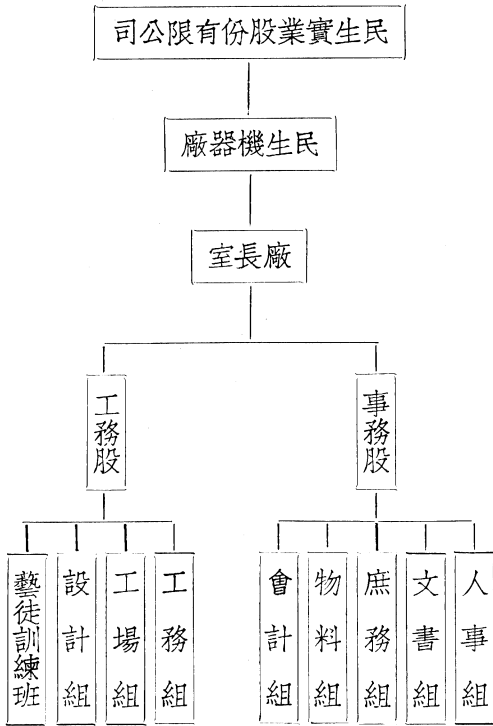 民生實業股份有限公司
民生機器廠
廠長室
事務股
工務股
人事組
文書組
庶務組
物料組
會計組
工務組
工場組
設計組
藝徒訓練班